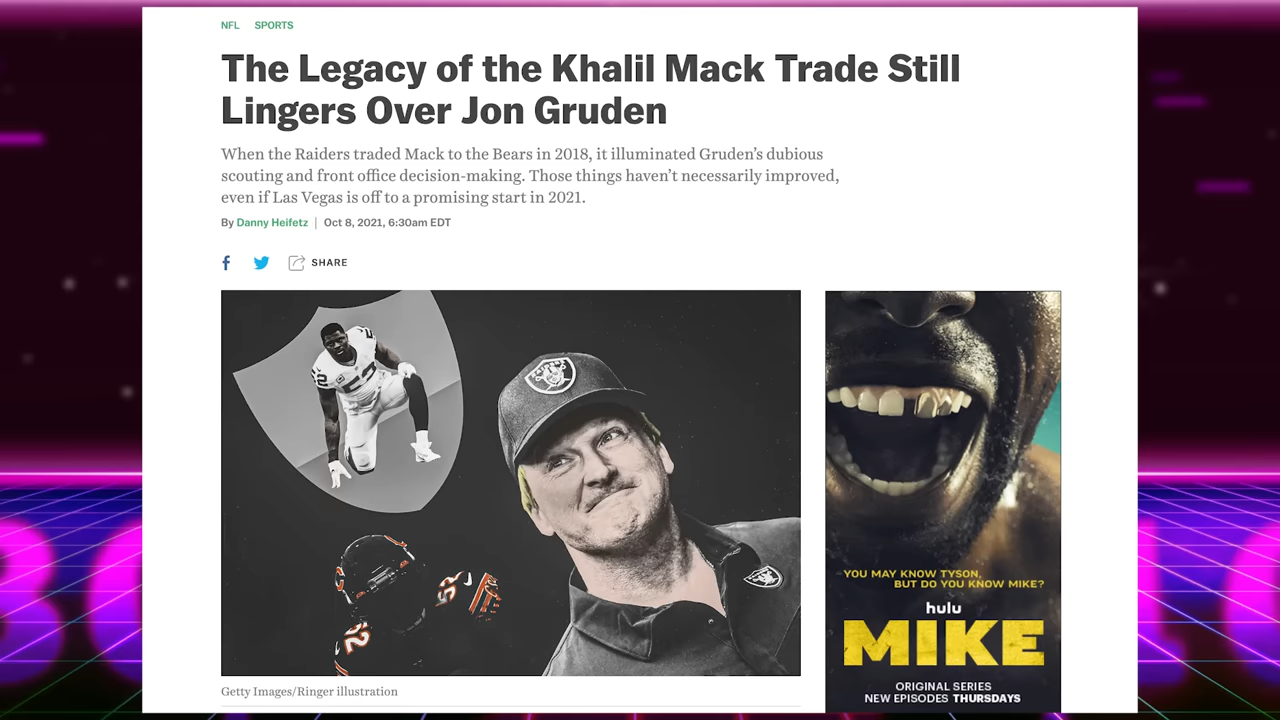 NFL SPORTS
The Legacy of the Khalil Mack Trade Still
Lingers Over Jon Gruden
When the Raiders traded Mack to the Bears in 2018, it illuminated Gruden's dubious
scouting and front office decision-making. Those things haven't necessarily improved,
even if Las Vegas is off to a promising start in 2021.
By Danny Heifetz | Oct 8, 2021, 6:30am EDT
SHARE
52
RAIDERS
52
52
YOU MAY KNOW TYSON,
BUT DO YOU KNOW MIKE?
hulu
MIKE
ORIGINAL SERIES
NEW EPISODES THURSDAYS
Getty Images/Ringer illustration